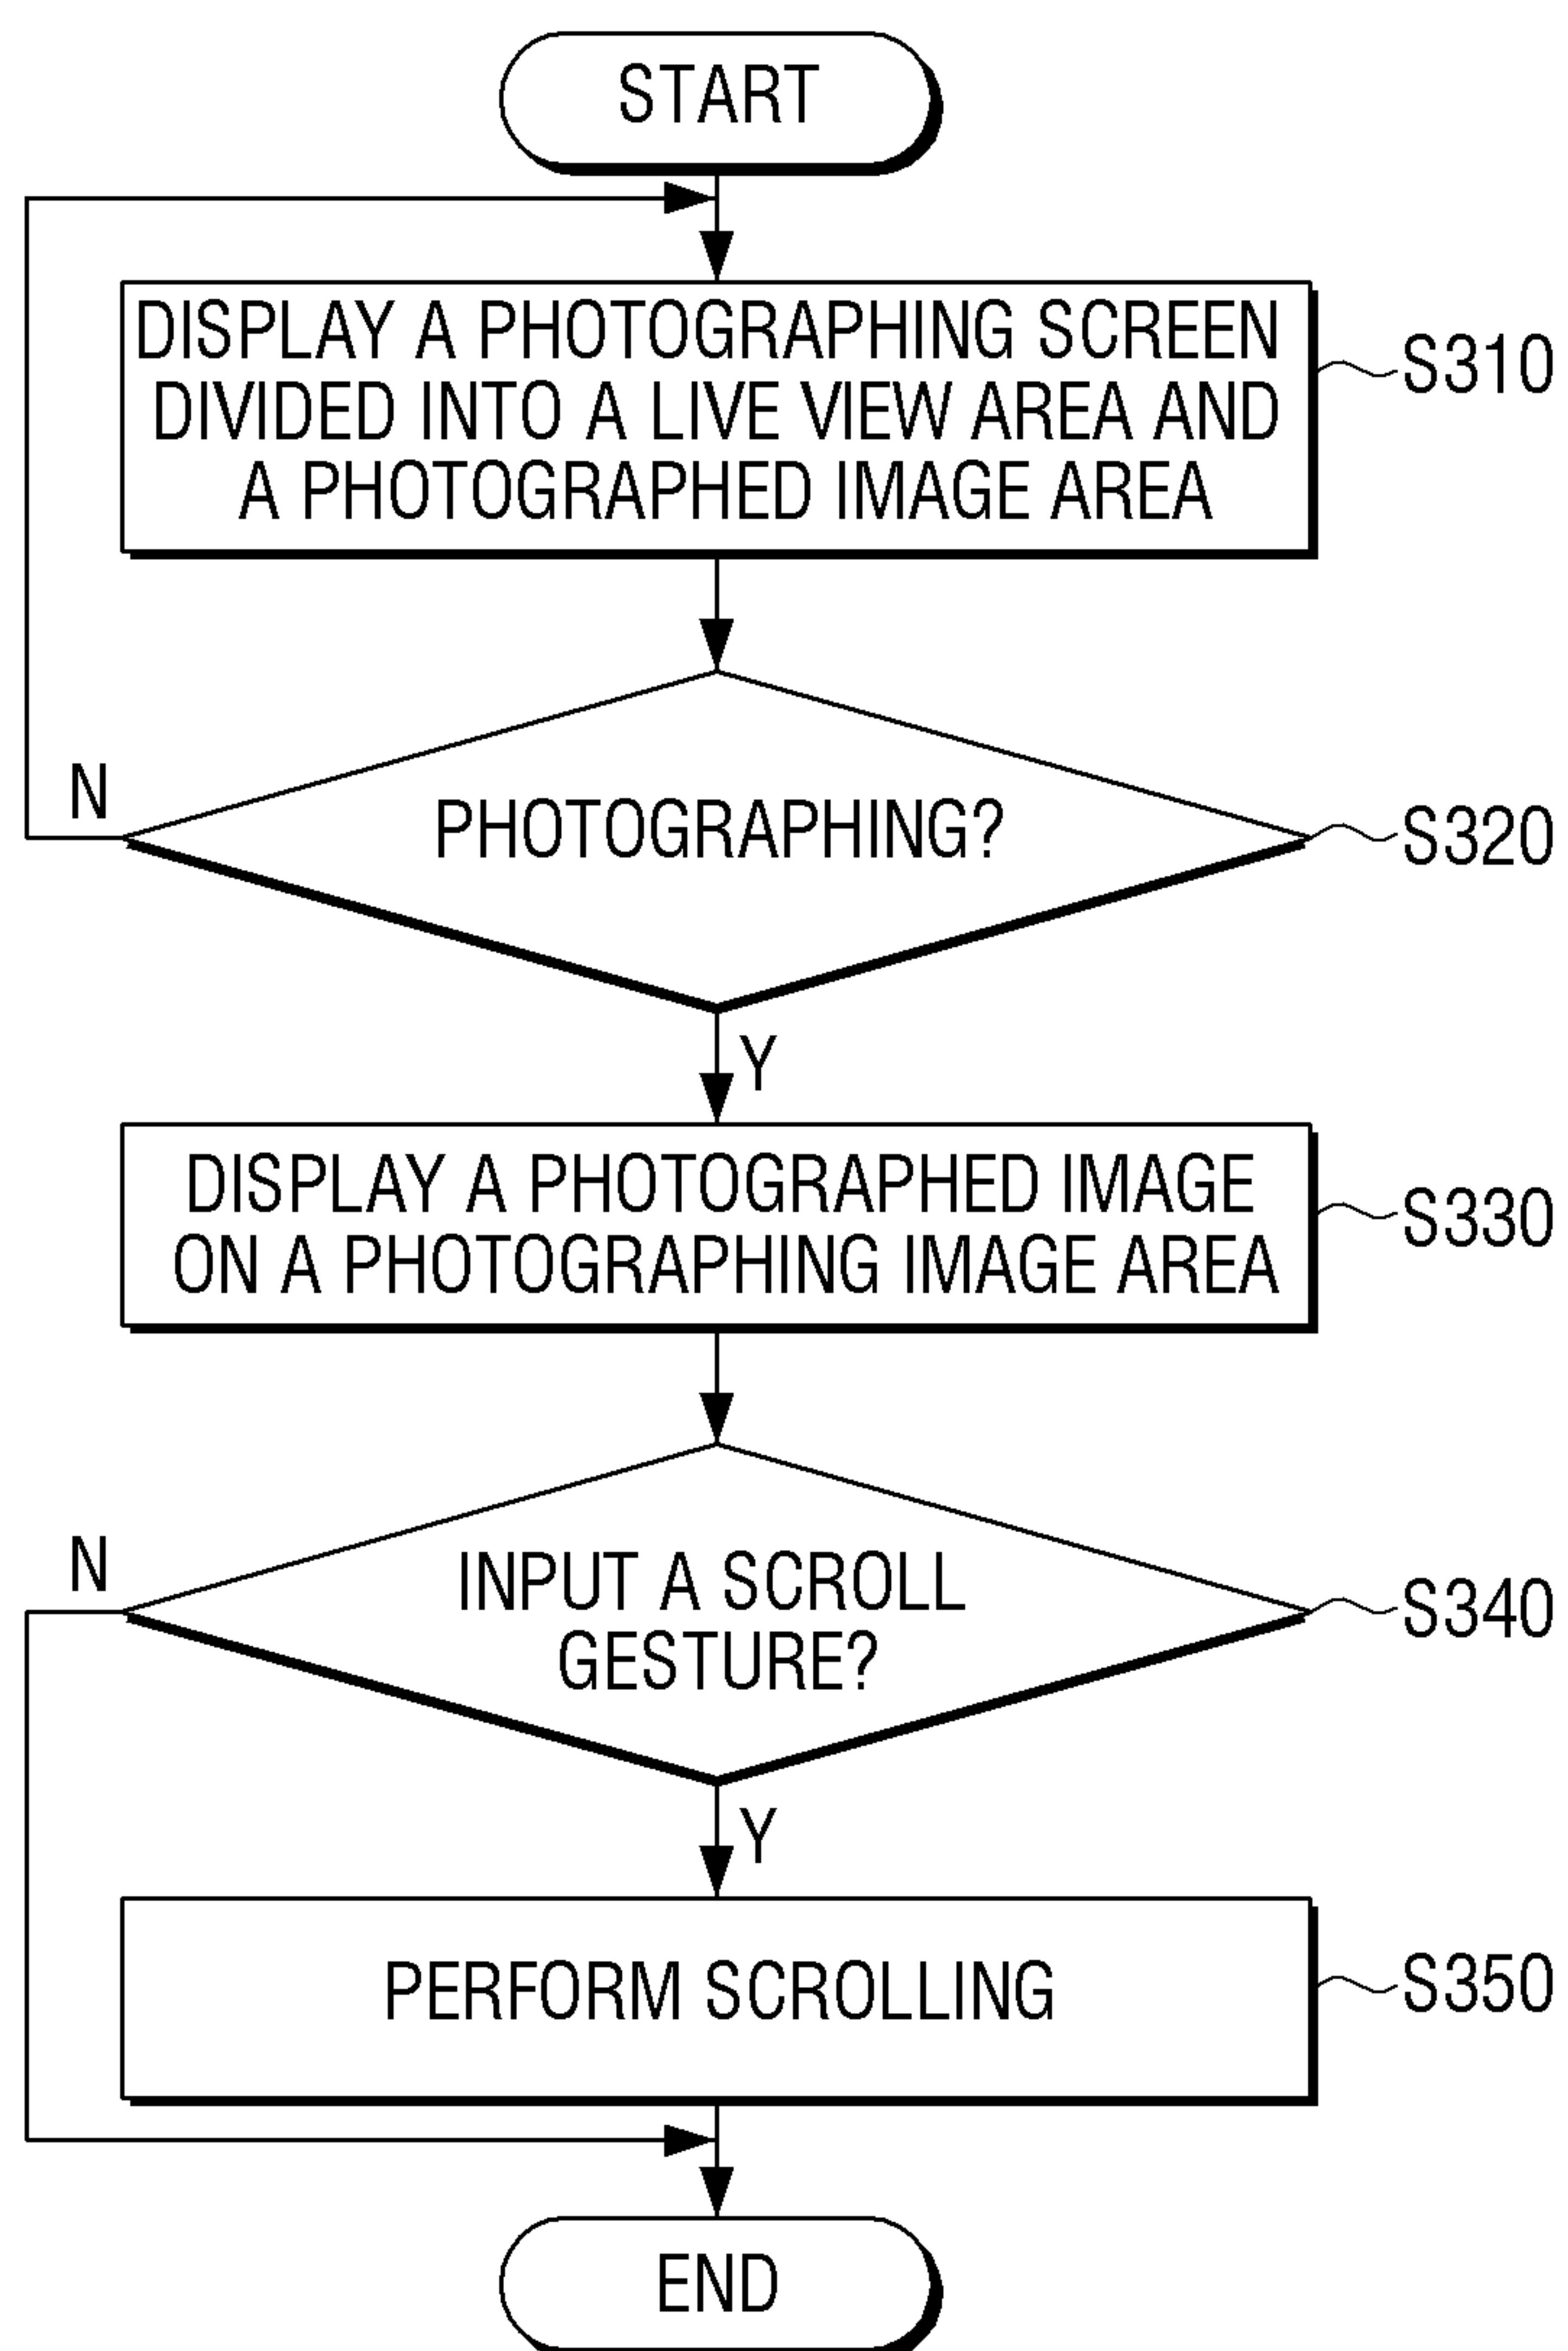 START
DISPLAY A PHOTOGRAPHING SCREEN
DIVIDED INTO A LIVE VIEW AREA AND
A PHOTOGRAPHED IMAGE AREA
S310
N
PHOTOGRAPHING?
S320
Y
DISPLAY A PHOTOGRAPHED IMAGE
ON A PHOTOGRAPHING IMAGE AREA
S330
N
INPUT A SCROLL
GESTURE?
S340
Y
PERFORM SCROLLING
S350
END